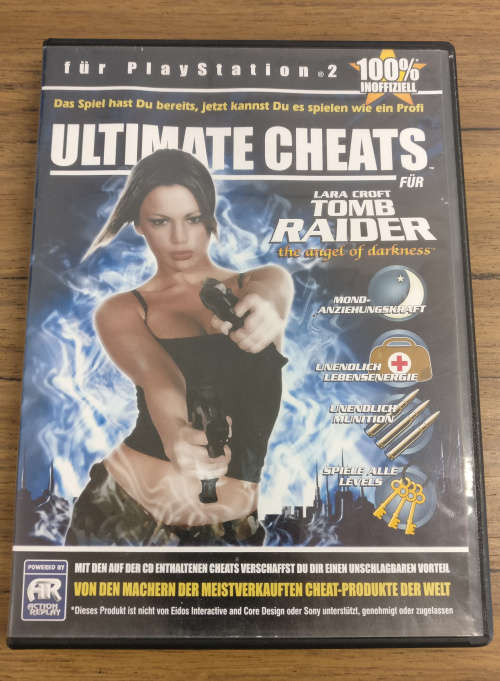 für PlayStation®2
100%*
INOFFIZIELL
Das Spiel hast Du bereits, jetzt kannst Du es spielen wie ein Profi
ULTIMATE CHEATS™
FÜR
LARA CROFT
TOMB
RAIDER
the angel of darkness™
MOND-
ANZIEHUNGSKRAFT
UNENDLICH
LEBENSENERGIE
UNENDLICH
MUNITION
SPIELE ALLE
LEVELS
POWERED BY
AR
ACTION
REPLAY
MIT DEN AUF DER CD ENTHALTENEN CHEATS VERSCHAFFST DU DIR EINEN UNSCHLAGBAREN VORTEIL
VON DEN MACHERN DER MEISTVERKAUFTEN CHEAT-PRODUKTE DER WELT
*Dieses Produkt ist nicht von Eidos Interactive and Core Design oder Sony unterstützt, genehmigt oder zugelassen